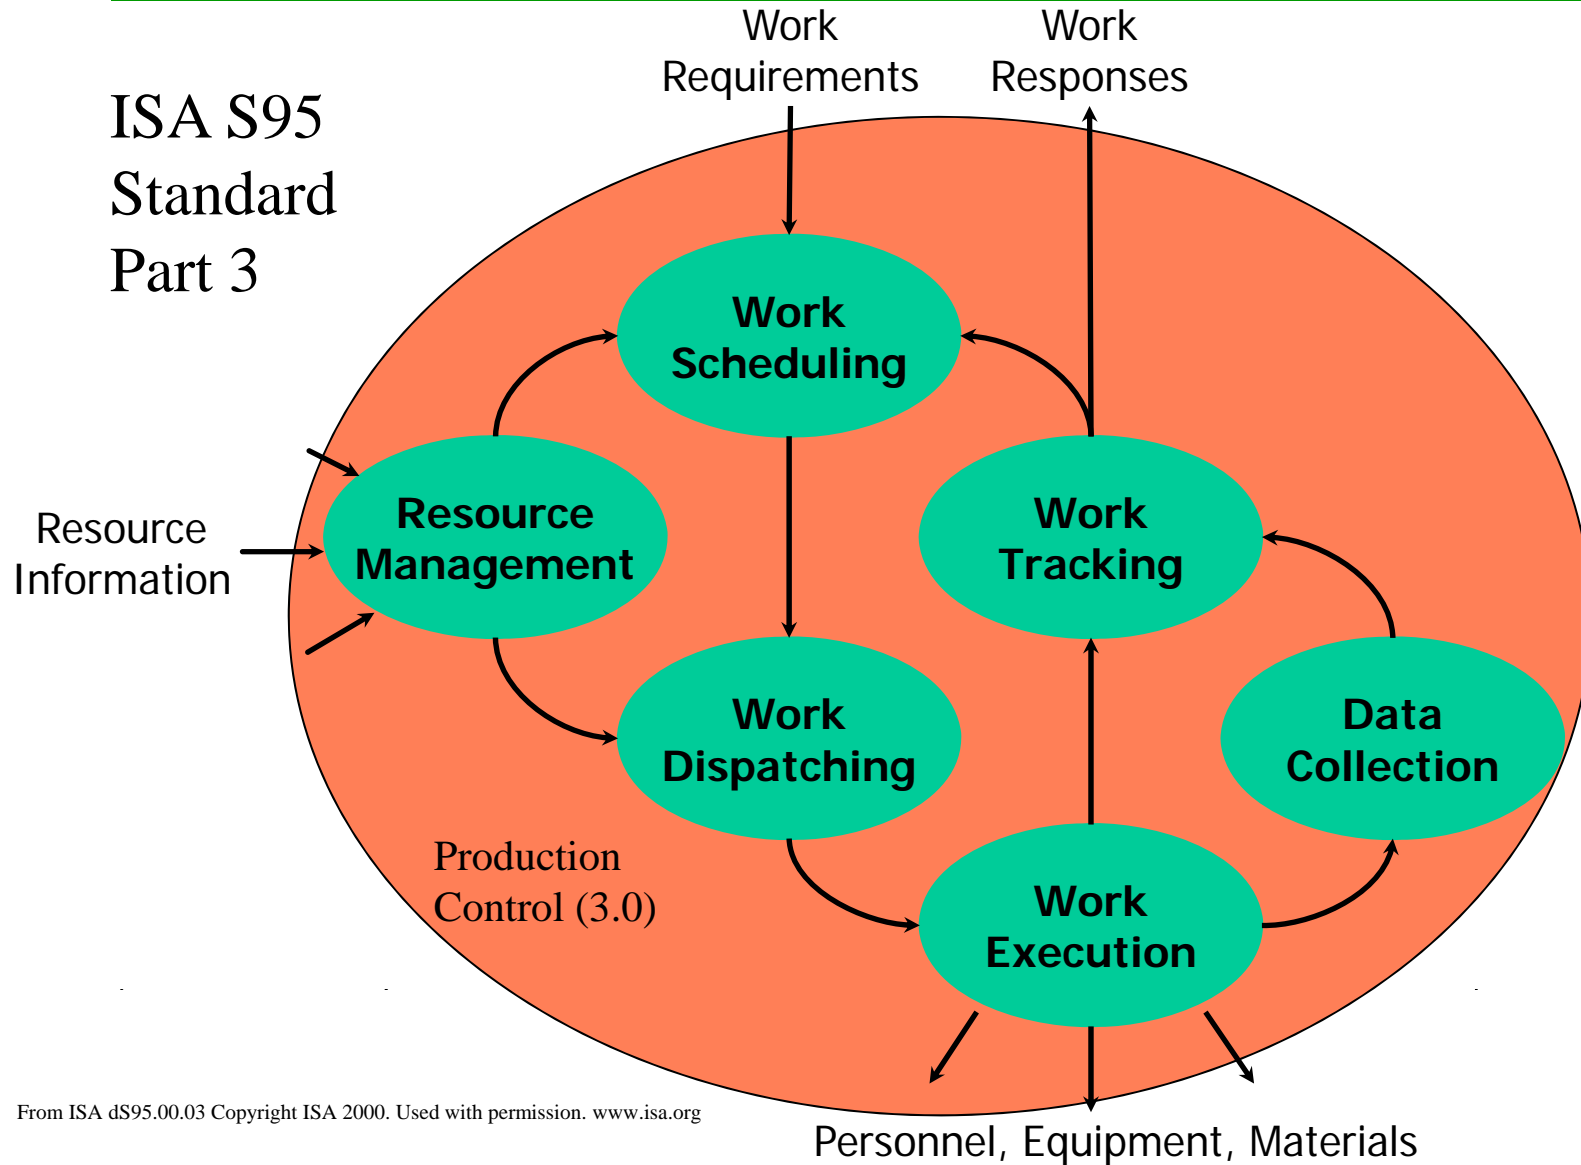 Work
Requirements
Work
Responses
ISA S95
Standard
Part 3
Work
Scheduling
Resource
Information
Resource
Management
Work
Tracking
Work
Dispatching
Data
Collection
Production
Control (3.0)
Work
Execution
From ISA dS95.00.03 Copyright ISA 2000. Used with permission. www.isa.org
Personnel, Equipment, Materials